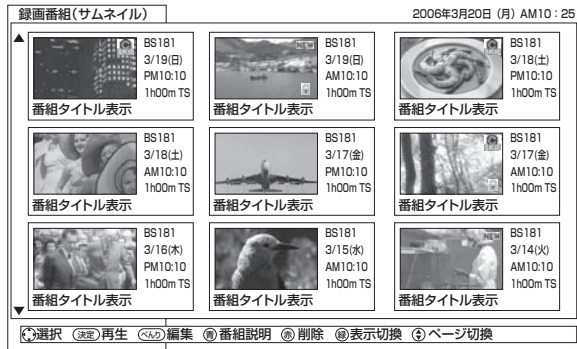 録画番組(サムネイル)
2006年3月20日（月）AM10：25
BS181
3/19(日)
PM10:10
1h00m TS
番組タイトル表示
NEW
BS181
3/19(日)
AM10:10
1h00m TS
番組タイトル表示
BS181
3/18(土)
PM10:10
1h00m TS
番組タイトル表示
BS181
3/18(土)
AM10:10
1h00m TS
番組タイトル表示
BS181
3/17(金)
PM10:10
1h00m TS
番組タイトル表示
BS181
3/17(金)
AM10:10
1h00m TS
番組タイトル表示
BS181
3/16(木)
PM10:10
1h00m TS
番組タイトル表示
BS181
3/15(水)
AM10:10
1h00m TS
番組タイトル表示
NEW
BS181
3/14(火)
AM10:10
1h00m TS
番組タイトル表示
選択 決定 再生 べんり 編集 青 番組説明 赤 削除 緑 表示切換 ページ切換